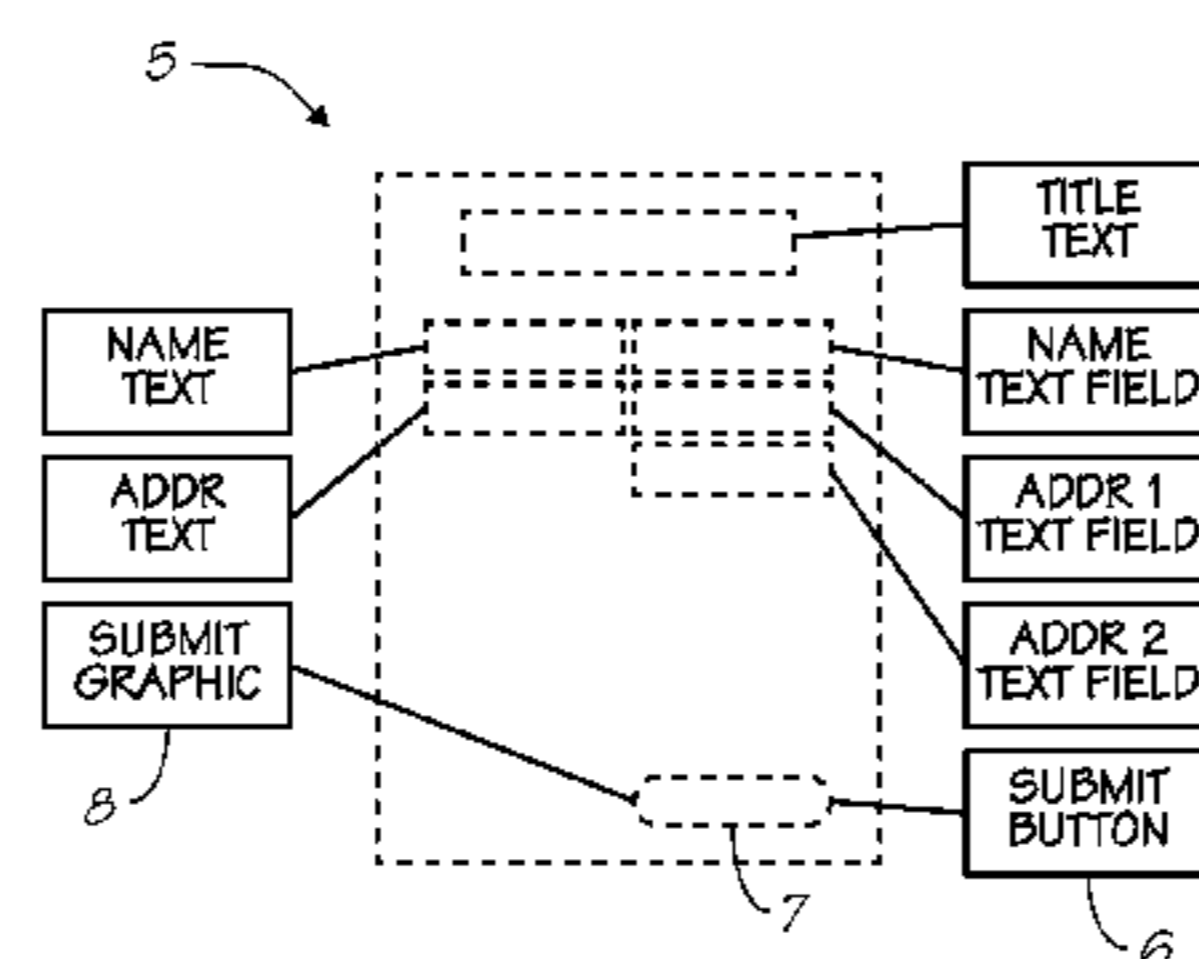 5
TITLE
TEXT
NAME
TEXT
NAME
TEXT FIELD
ADDR
TEXT
ADDR 1
TEXT FIELD
SUBMIT
GRAPHIC
ADDR 2
TEXT FIELD
8
SUBMIT
BUTTON
7
6